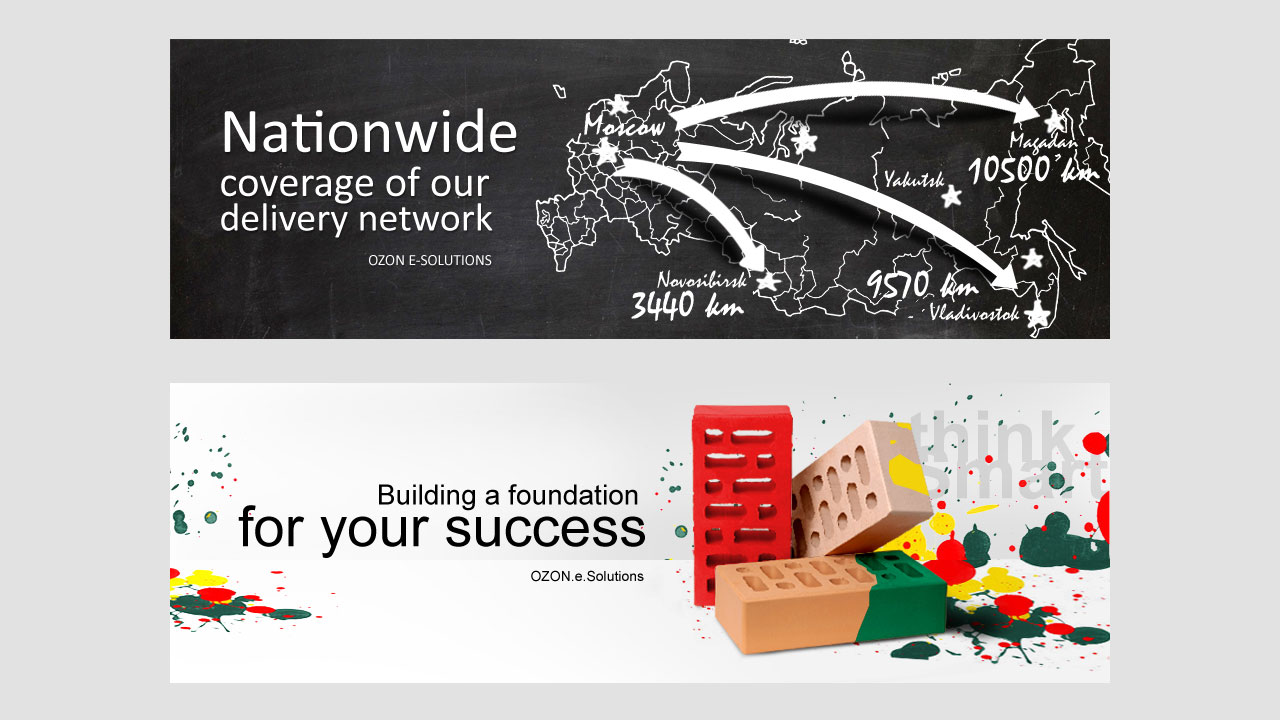 Nationwide
coverage of our
delivery network
OZON E-SOLUTIONS
Moscow
Magadan
10500 km
Yakutsk
Novosibirsk
3440 km
9570 km
Vladivostok
think
smart
Building a foundation
for your success
OZON.e.Solutions